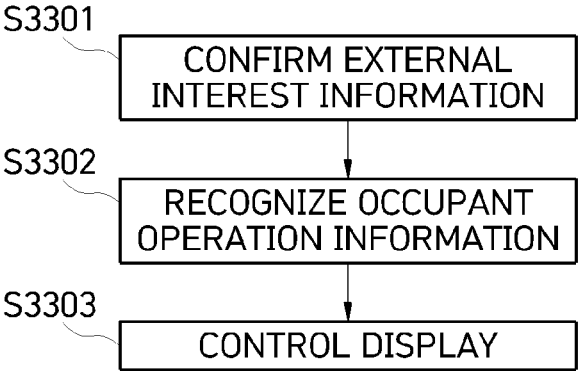 S3301
CONFIRM EXTERNAL
INTEREST INFORMATION
S3302
RECOGNIZE OCCUPANT
OPERATION INFORMATION
S3303
CONTROL DISPLAY